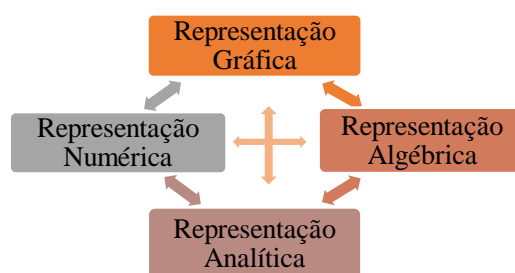 Representação
Gráfica
Representação
Numérica
Representação
Algébrica
Representação
Analítica